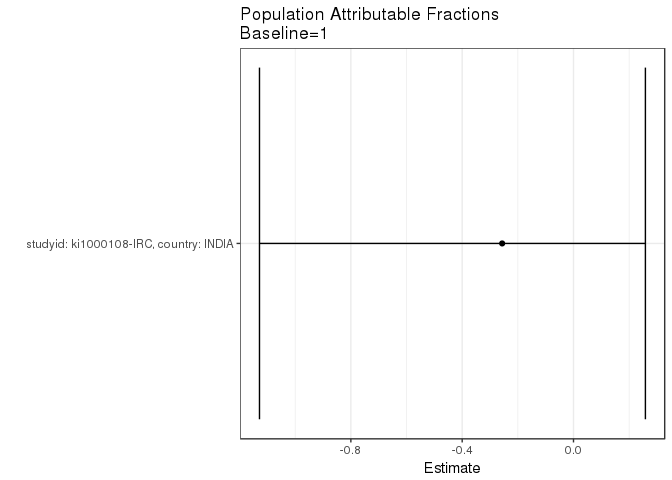 Population Attributable Fractions
Baseline=1
studyid: ki1000108-IRC, country: INDIA
-0.8 -0.4 0.0
Estimate